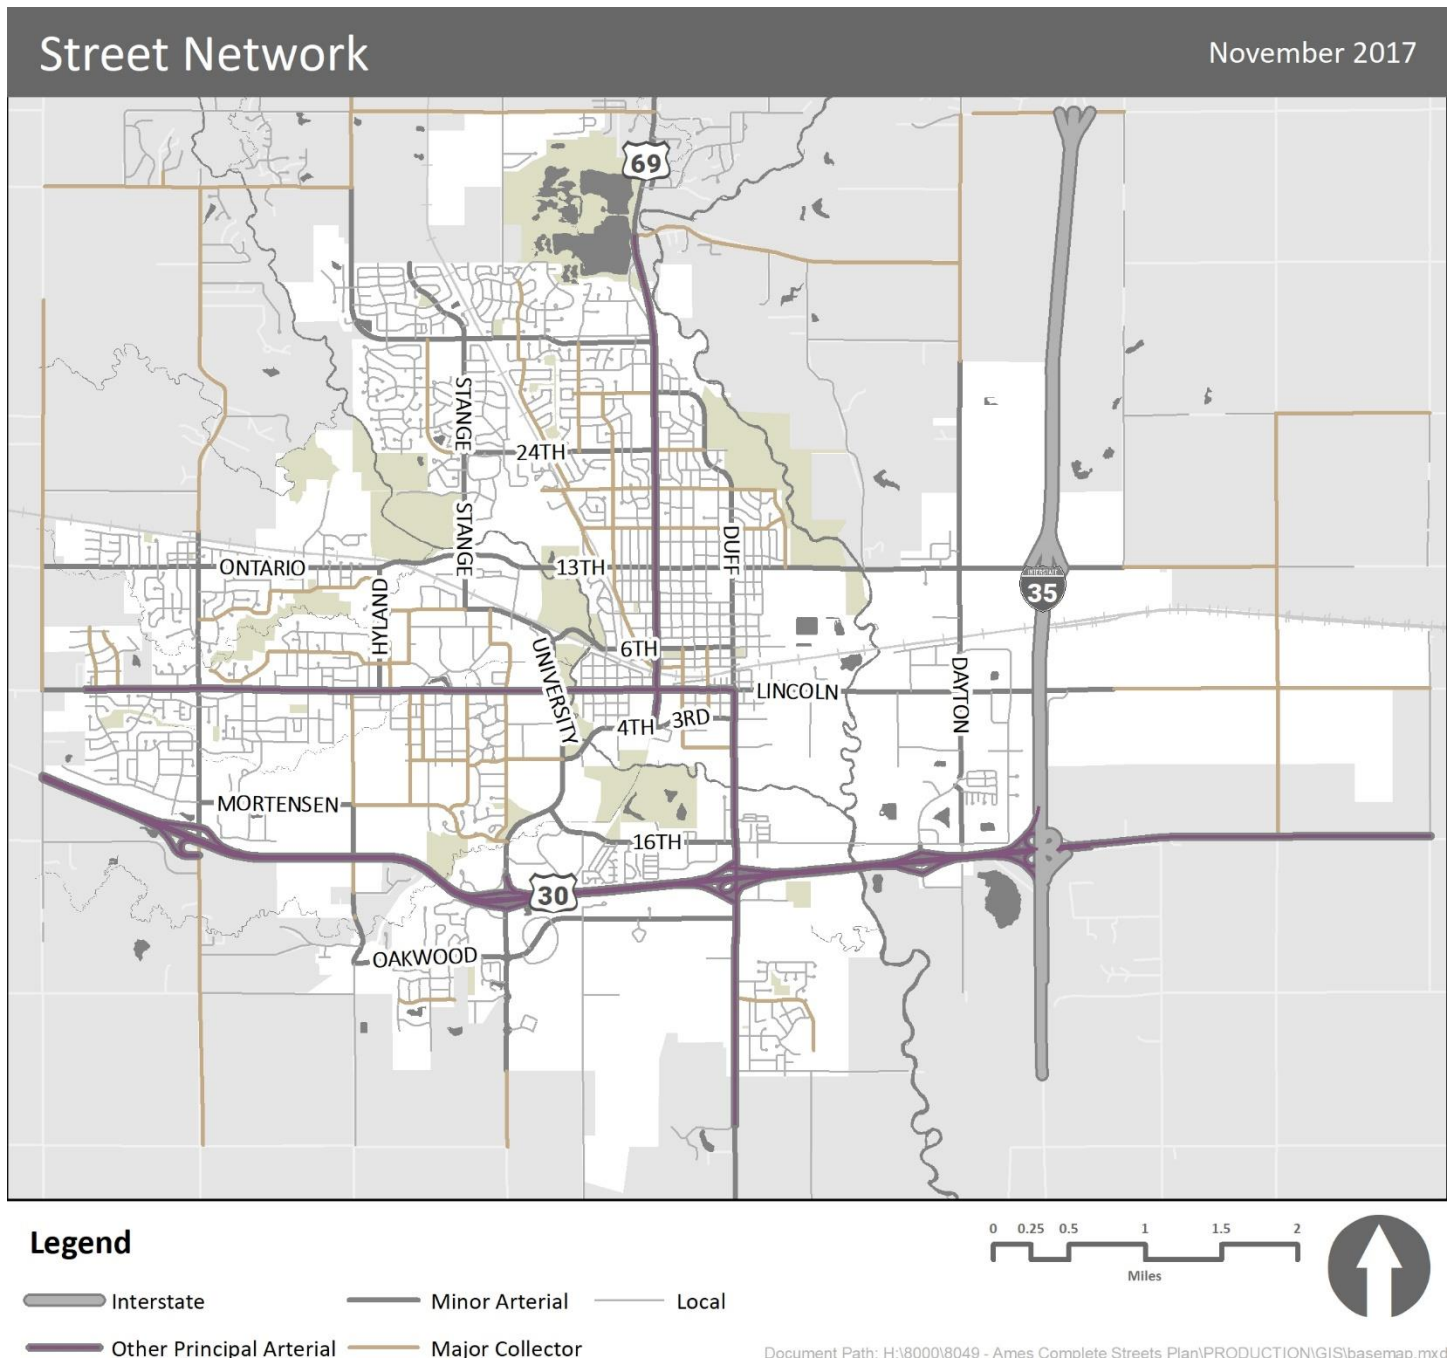 Street Network
November 2017
69
STANGE
24TH
STANGE
DUFF
ONTARIO
13TH
INTERSTATE
35
HYLAND
6TH
UNIVERSITY
DAYTON
LINCOLN
4TH
3RD
MORTENSEN
16TH
30
OAKWOOD
Legend
0 0.25 0.5 1 1.5 2
Miles
Interstate
Minor Arterial
Local
Other Principal Arterial
Major Collector
Document Path: H:\8000\8049 - Ames Complete Streets Plan\PRODUCTION\GIS\basemap.mxd